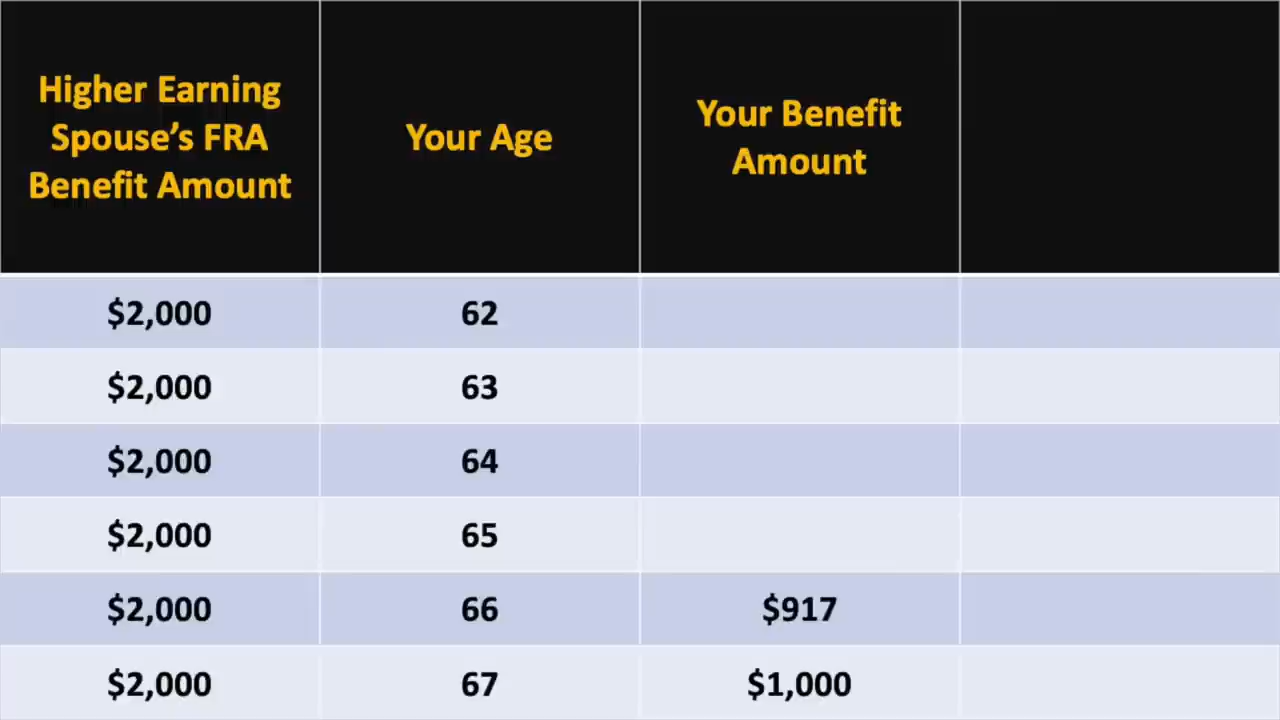 Higher Earning
Spouse’s FRA
Benefit Amount
Your Age
Your Benefit
Amount
$2,000 62
$2,000 63
$2,000 64
$2,000 65
$2,000 66 $917
$2,000 67 $1,000